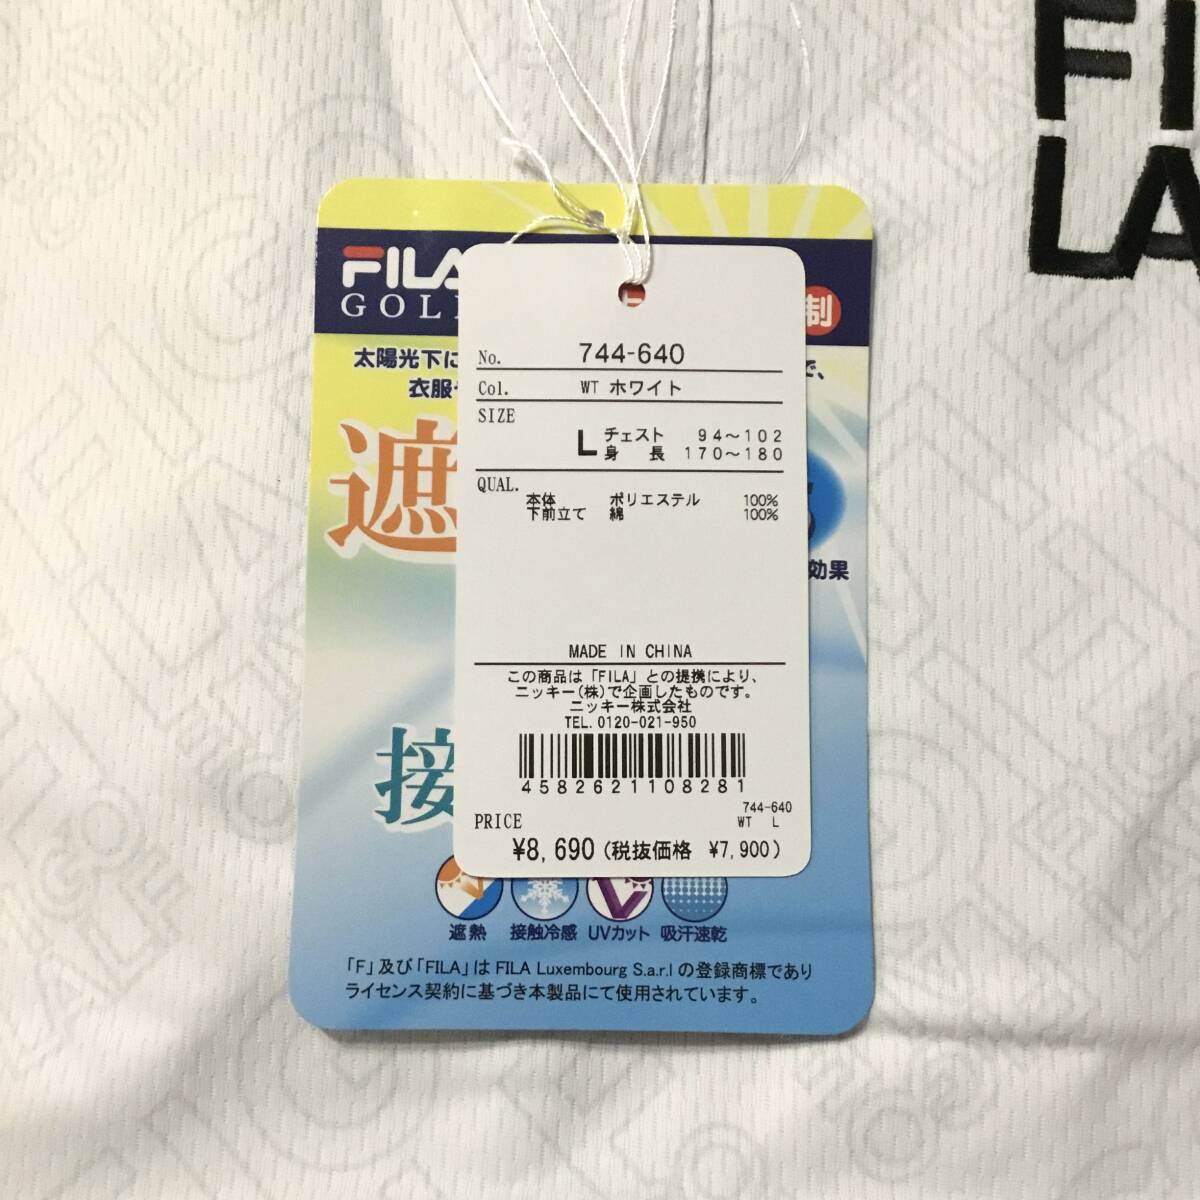 FI
LA
FILA
GOL
制
太陽光下に
で、
衣服
遮
効果
接
No. 744-640
Col. WT ホワイト
SIZE
L チェスト 94～102
身長 170～180
QUAL.
本体 ポリエステル 100%
下前立て 綿 100%
MADE IN CHINA
この商品は「FILA」との提携により、
ニッキー(株)で企画したものです。
ニッキー株式会社
TEL. 0120-021-950
4582621108281
744-640
PRICE WT L
¥8,690 (税抜価格 ¥7,900)
遮熱 接触冷感 UVカット 吸汗速乾
「F」及び「FILA」は FILA Luxembourg S.a.r.l の登録商標であり
ライセンス契約に基づき本製品にて使用されています。